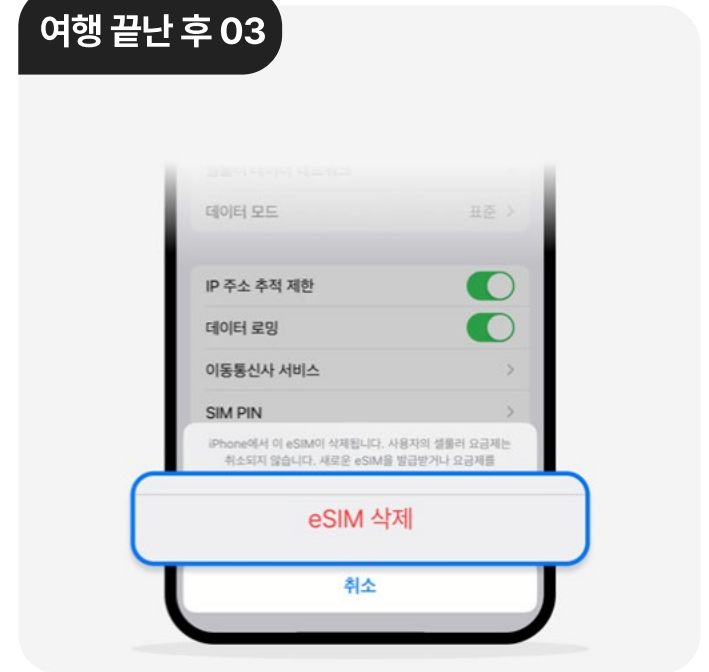 여행 끝난 후 03
데이터 모드 표준
IP 주소 추적 제한
데이터 로밍
이동통신사 서비스
SIM PIN
iPhone에서 이 eSIM이 삭제됩니다. 사용자의 셀룰러 요금제는
취소되지 않습니다. 새로운 eSIM을 발급받거나 요금제를
eSIM 삭제
취소